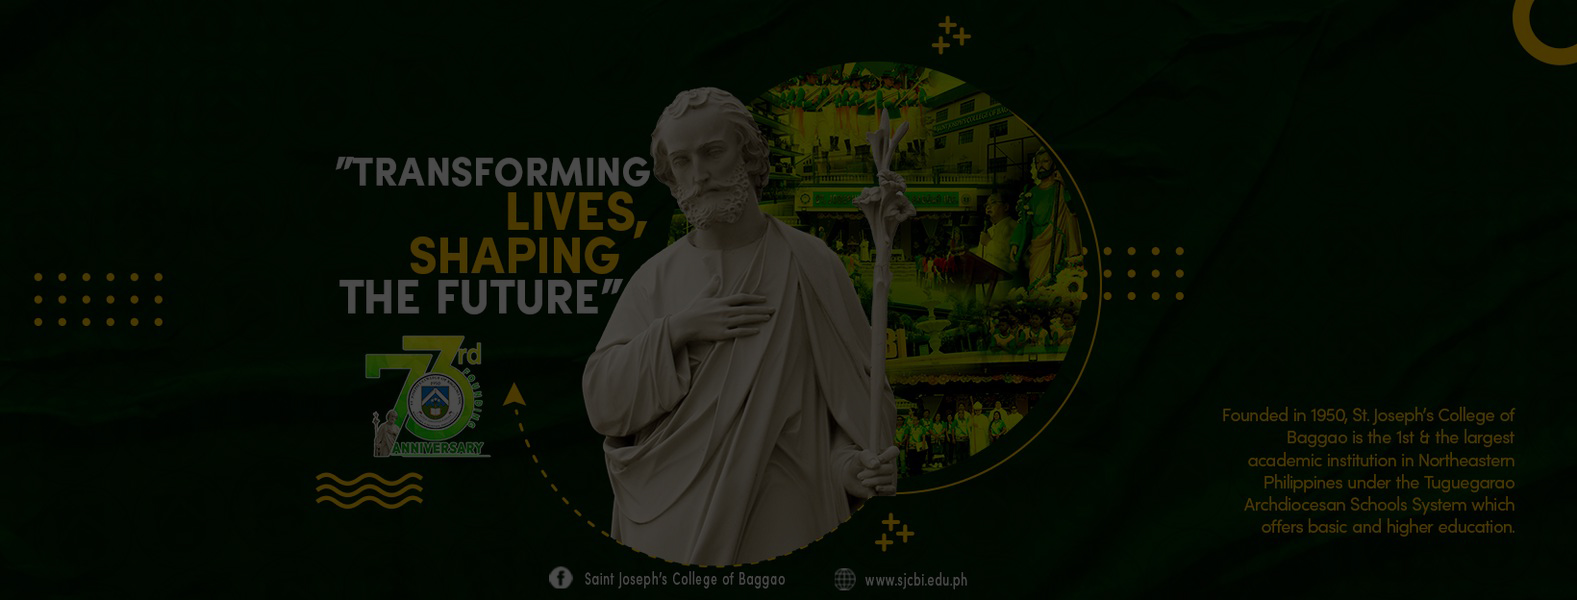 "TRANSFORMING
LIVES,
SHAPING
THE FUTURE"
73rd
FOUNDING
ANNIVERSARY
Founded in 1950, St. Joseph's College of
Baggao is the 1st & the largest
academic institution in Northeastern
Philippines under the Tuguegarao
Archdiocesan Schools System which
offers basic and higher education.
Saint Joseph's College of Baggao
www.sjcbi.edu.ph